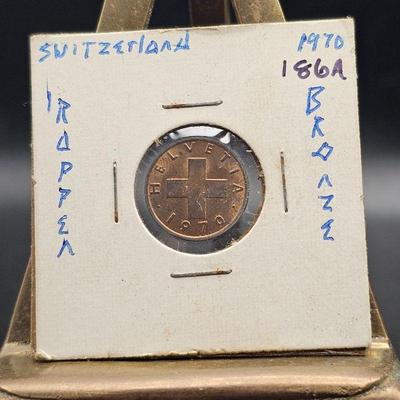 SWITZERLAND
1970
186A
1 RAPPEN
BRONZE
HELVETIA
1970